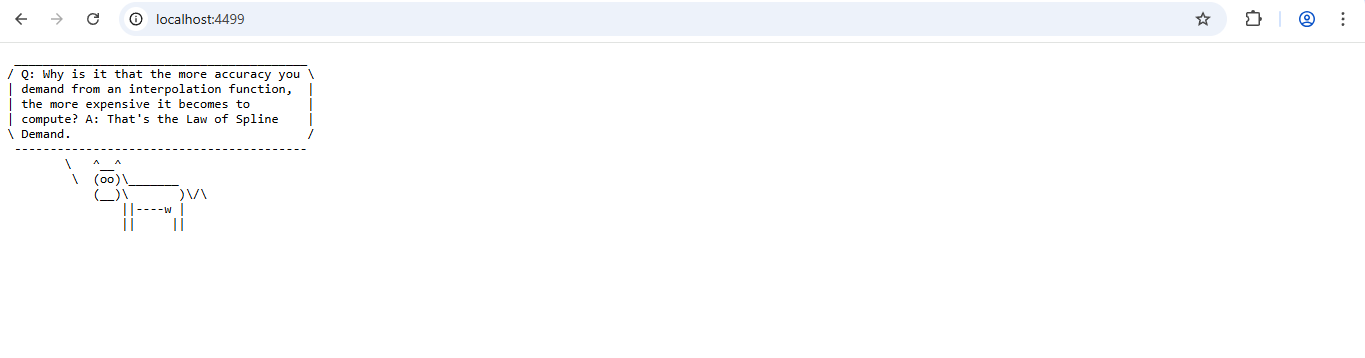 localhost:4499
 _________________________________________
/ Q: Why is it that the more accuracy you \
| demand from an interpolation function,  |
| the more expensive it becomes to        |
| compute? A: That's the Law of Spline    |
\ Demand.                                 /
 -----------------------------------------
        \   ^__^
         \  (oo)\_______
            (__)\       )\/\
                ||----w |
                ||     ||